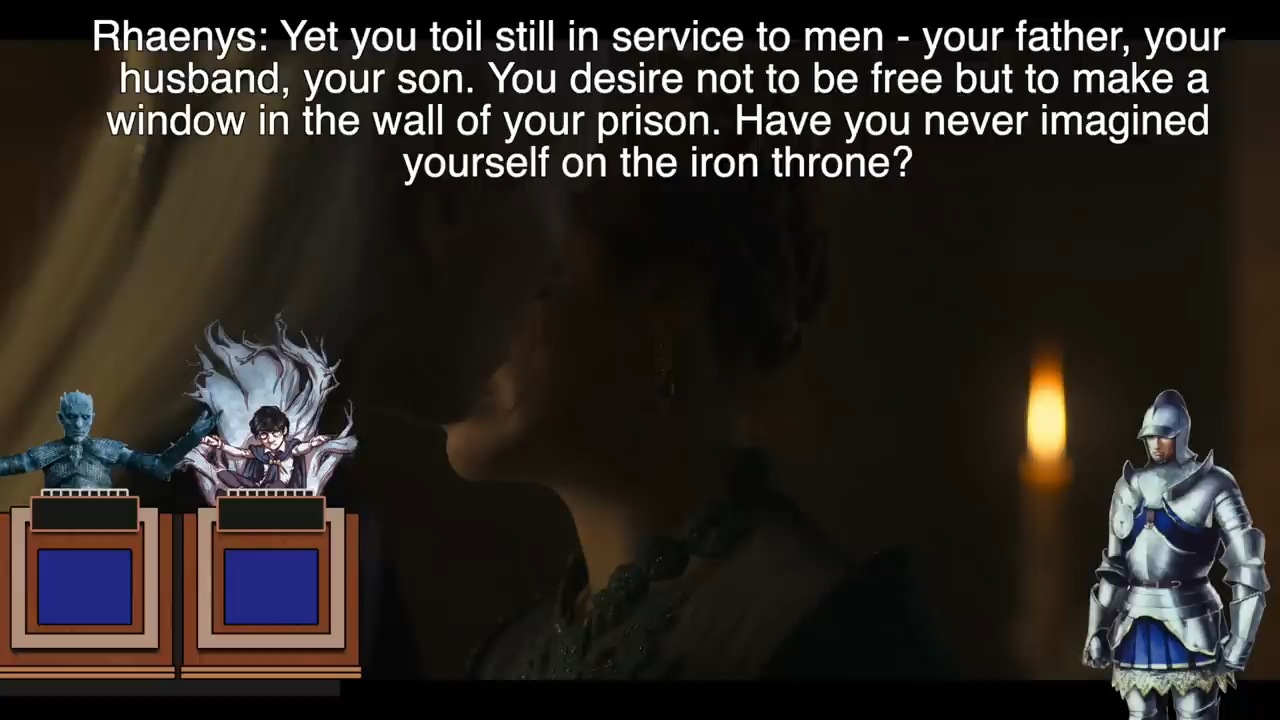 Rhaenys: Yet you toil still in service to men - your father, your
husband, your son. You desire not to be free but to make a
window in the wall of your prison. Have you never imagined
yourself on the iron throne?